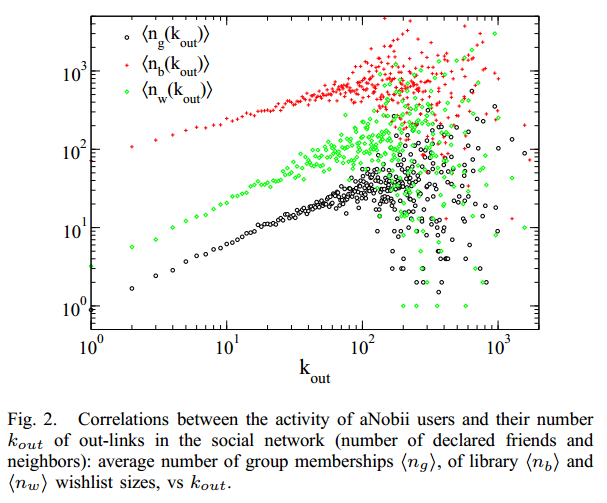 ⟨n_g(k_out)⟩
⟨n_b(k_out)⟩
⟨n_w(k_out)⟩
10^3
10^2
10^1
10^0
10^0 10^1 10^2 10^3
k_out
Fig. 2. Correlations between the activity of aNobii users and their number
k_out of out-links in the social network (number of declared friends and
neighbors): average number of group memberships ⟨n_g⟩, of library ⟨n_b⟩ and
⟨n_w⟩ wishlist sizes, vs k_out.